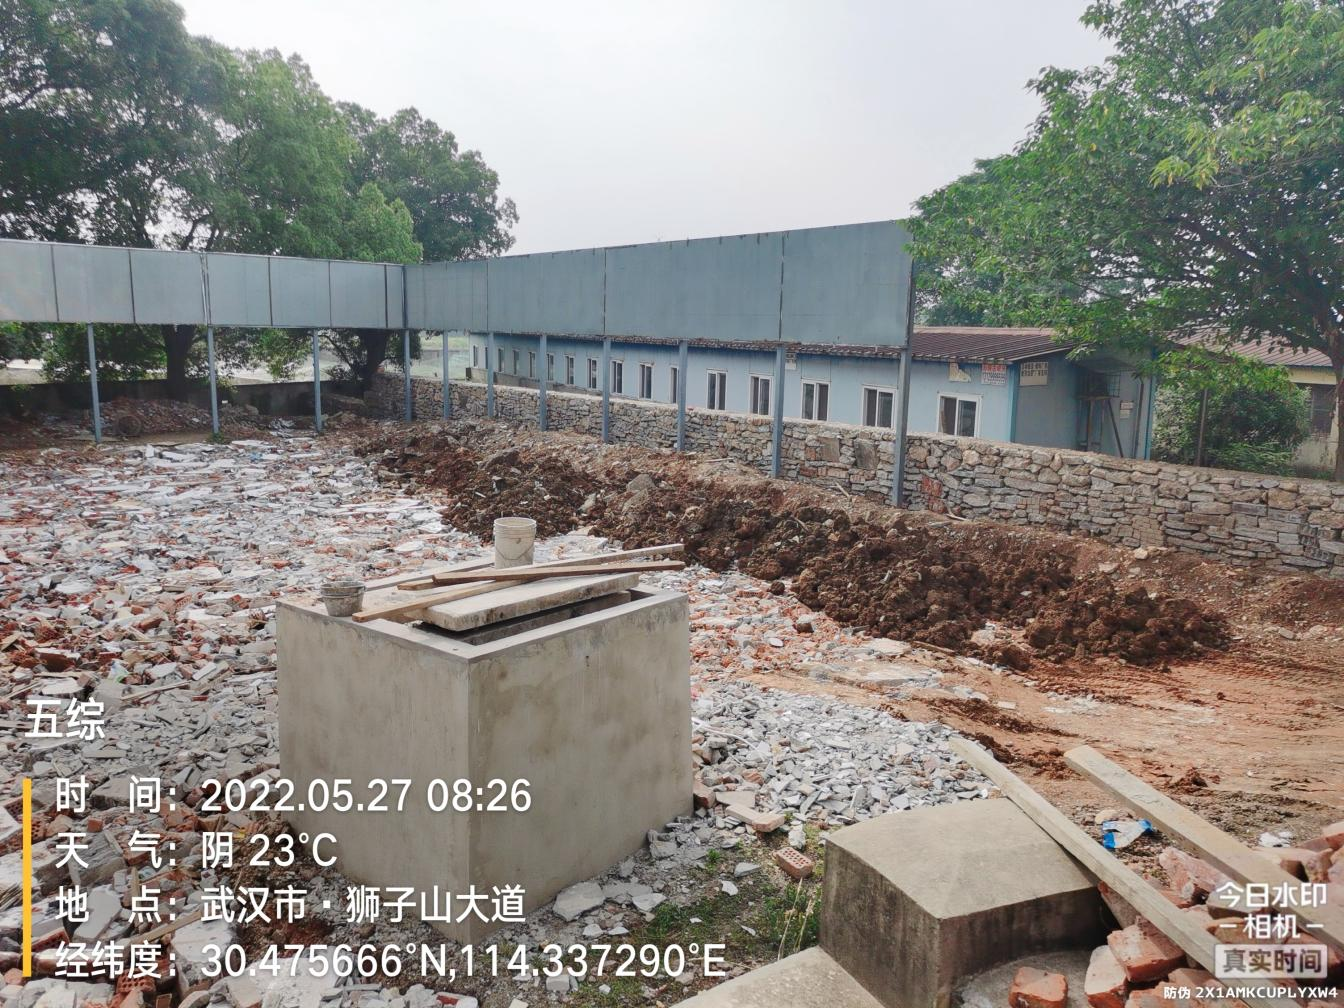 五综
时 间：2022.05.27 08:26
天 气：阴 23°C
地 点：武汉市·狮子山大道
经纬度：30.475666°N,114.337290°E
今日水印
相机
真实时间
防伪 2X1AMKCUPLYXW4